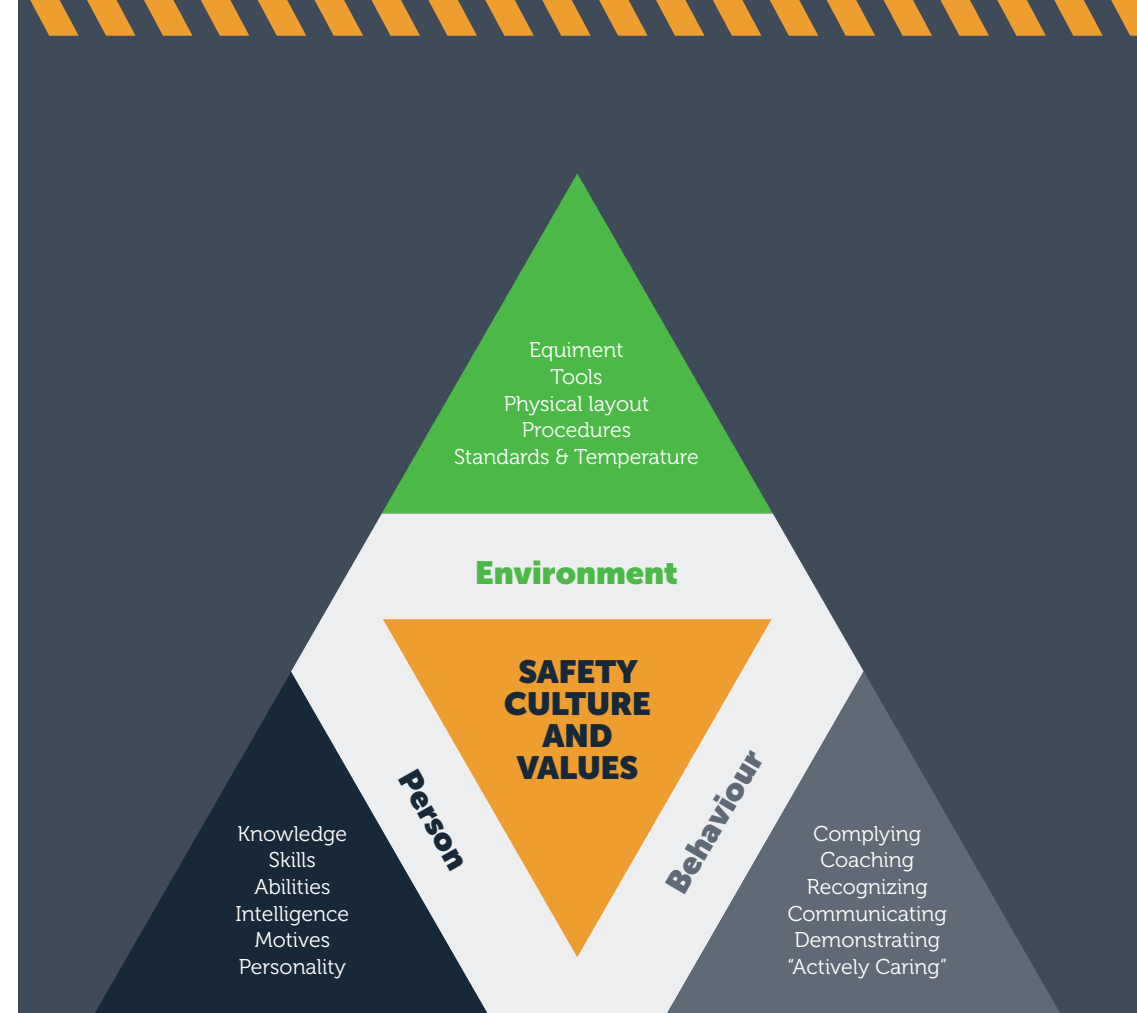 Equiment
Tools
Physical layout
Procedures
Standards & Temperature
Environment
SAFETY
CULTURE
AND
VALUES
Person
Behaviour
Knowledge
Skills
Abilities
Intelligence
Motives
Personality
Complying
Coaching
Recognizing
Communicating
Demonstrating
“Actively Caring”